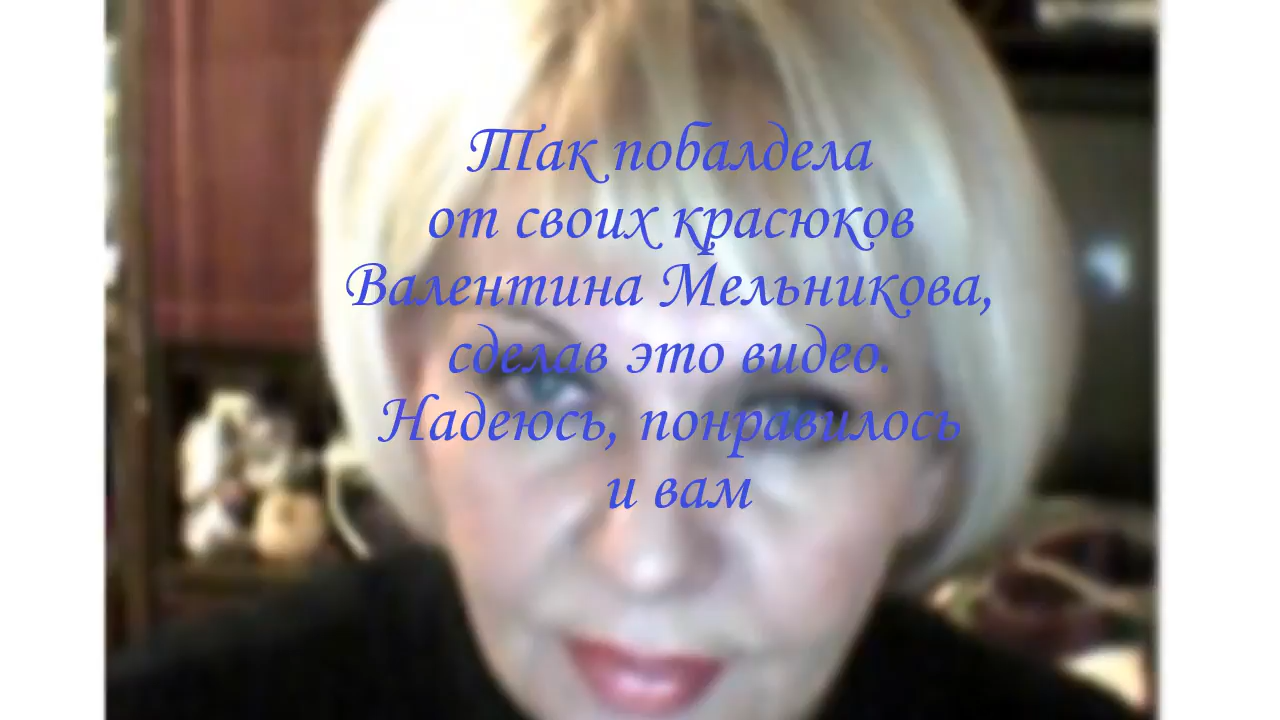 Так побалдела
от своих красюков
Валентина Мельникова,
сделав это видео.
Надеюсь, понравилось
и вам